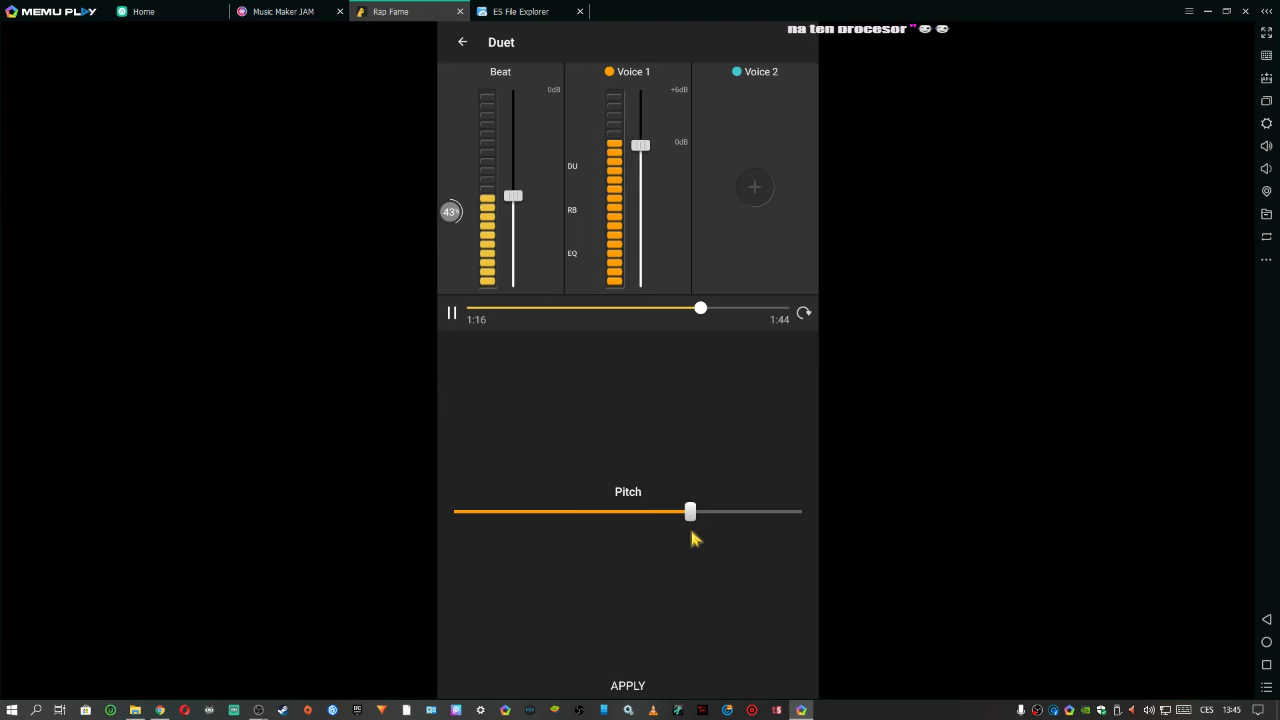 MEMU PLAY
Home
Music Maker JAM
Rap Fame
ES File Explorer
na ten procesor "
Duet
Beat
Voice 1
Voice 2
0dB
+6dB
0dB
DU
RB
EQ
43%
1:16
1:44
Pitch
APPLY
CES
13:45